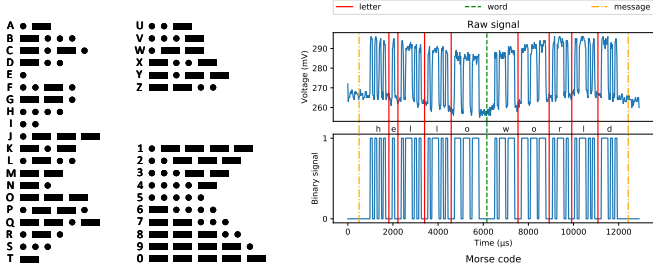 A
B
C
D
E
F
G
H
I
J
K
L
M
N
O
P
Q
R
S
T
U
V
W
X
Y
Z
1
2
3
4
5
6
7
8
9
0
letter word message
Raw signal
Voltage (mV)
290
280
270
260
h e l l o w o r l d
Binary signal
1
0
0 2000 4000 6000 8000 10000 12000
Time (µs)
Morse code